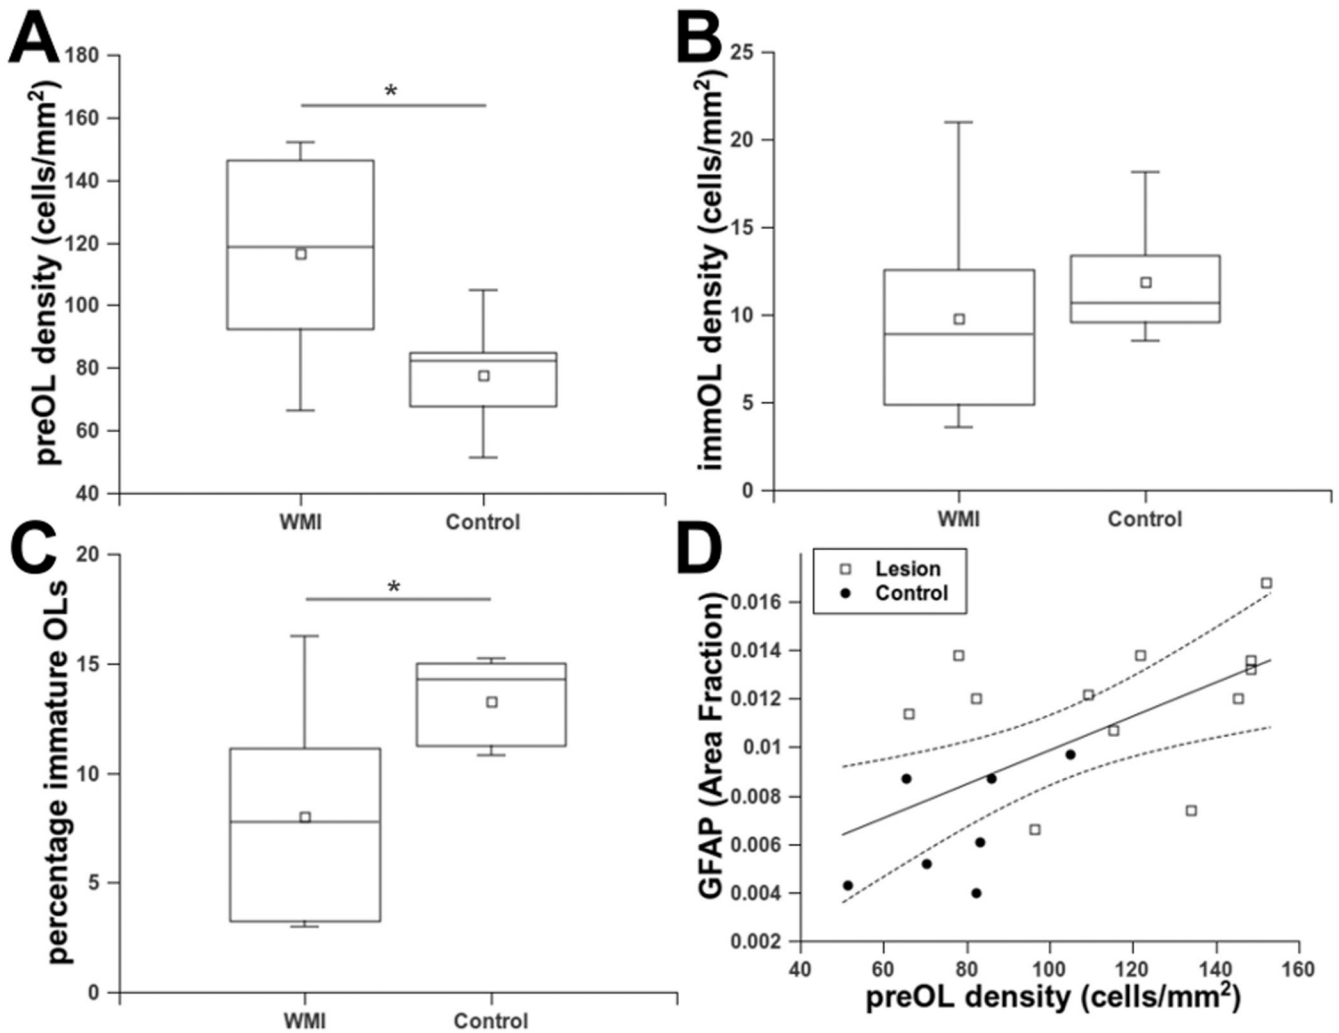 A
preOL density (cells/mm²)
180
160
140
120
100
80
60
40
*
WMI
Control
B
immOL density (cells/mm²)
25
20
15
10
5
0
WMI
Control
C
percentage immature OLs
20
15
10
5
0
*
WMI
Control
D
GFAP (Area Fraction)
Lesion
Control
0.016
0.014
0.012
0.01
0.008
0.006
0.004
0.002
40 60 80 100 120 140 160
preOL density (cells/mm²)